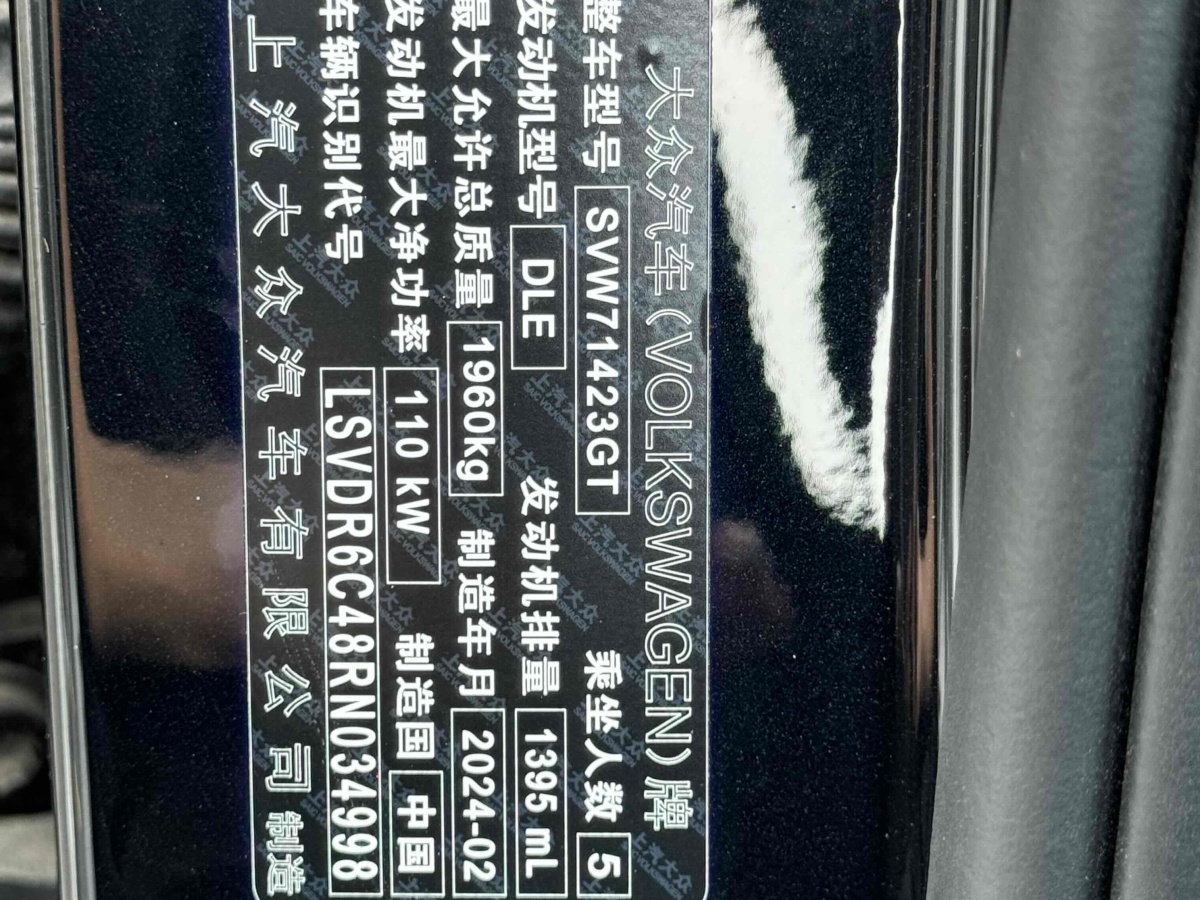 大众汽车(VOLKSWAGEN)牌
整车型号 SVW71423GT 乘坐人数 5
发动机型号 DLE 发动机排量 1395 mL
最大允许总质量 1960kg 制造年月 2024-02
发动机最大净功率 110 kW 制造国 中国
车辆识别代号 LSVDR6C48RN034998
上汽大众汽车有限公司制造